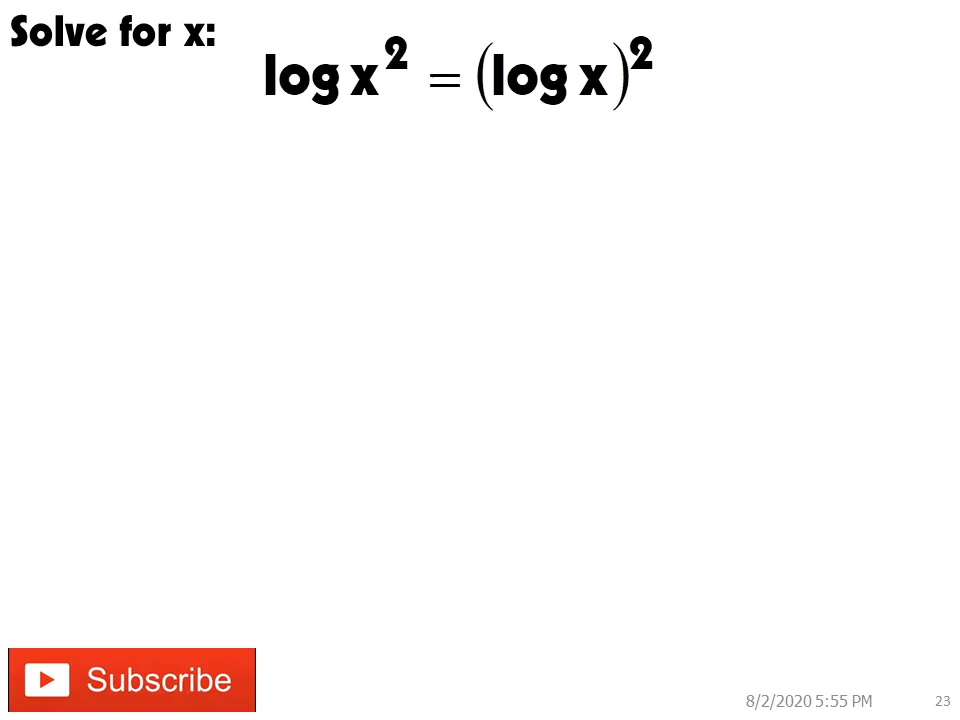 Solve for x:
log x² = (log x)²
Subscribe
8/2/2020 5:55 PM
23